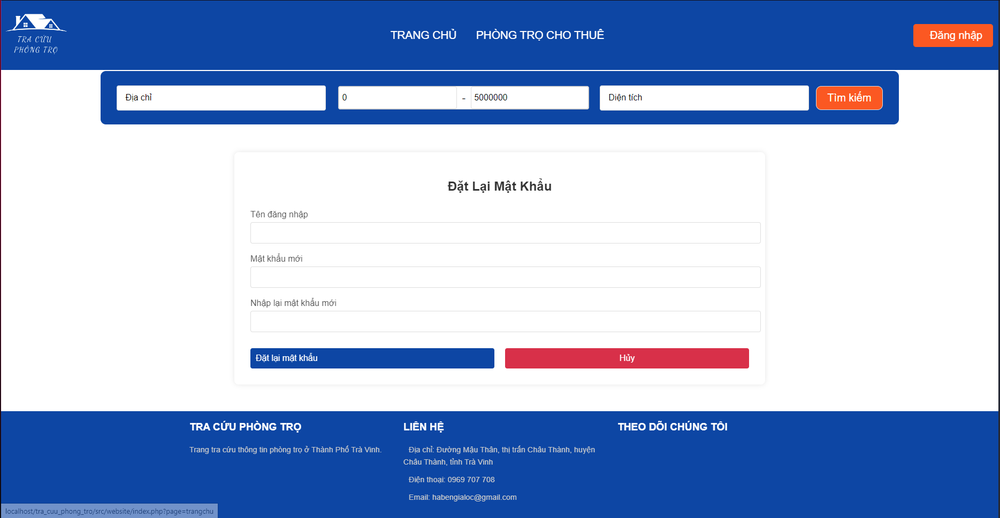 TRA CỨU
PHÒNG TRỌ
TRANG CHỦ
PHÒNG TRỌ CHO THUÊ
Đăng nhập
Địa chỉ
0
-
5000000
Diện tích
Tìm kiếm
Đặt Lại Mật Khẩu
Tên đăng nhập
Mật khẩu mới
Nhập lại mật khẩu mới
Đặt lại mật khẩu
Hủy
TRA CỨU PHÒNG TRỌ
Trang tra cứu thông tin phòng trọ ở Thành Phố Trà Vinh.
LIÊN HỆ
Địa chỉ: Đường Mậu Thân, thị trấn Châu Thành, huyện
Châu Thành, tỉnh Trà Vinh
Điện thoại: 0969 707 708
Email: habengialoc@gmail.com
THEO DÕI CHÚNG TÔI
localhost/tra_cuu_phong_tro/src/website/index.php?page=trangchu